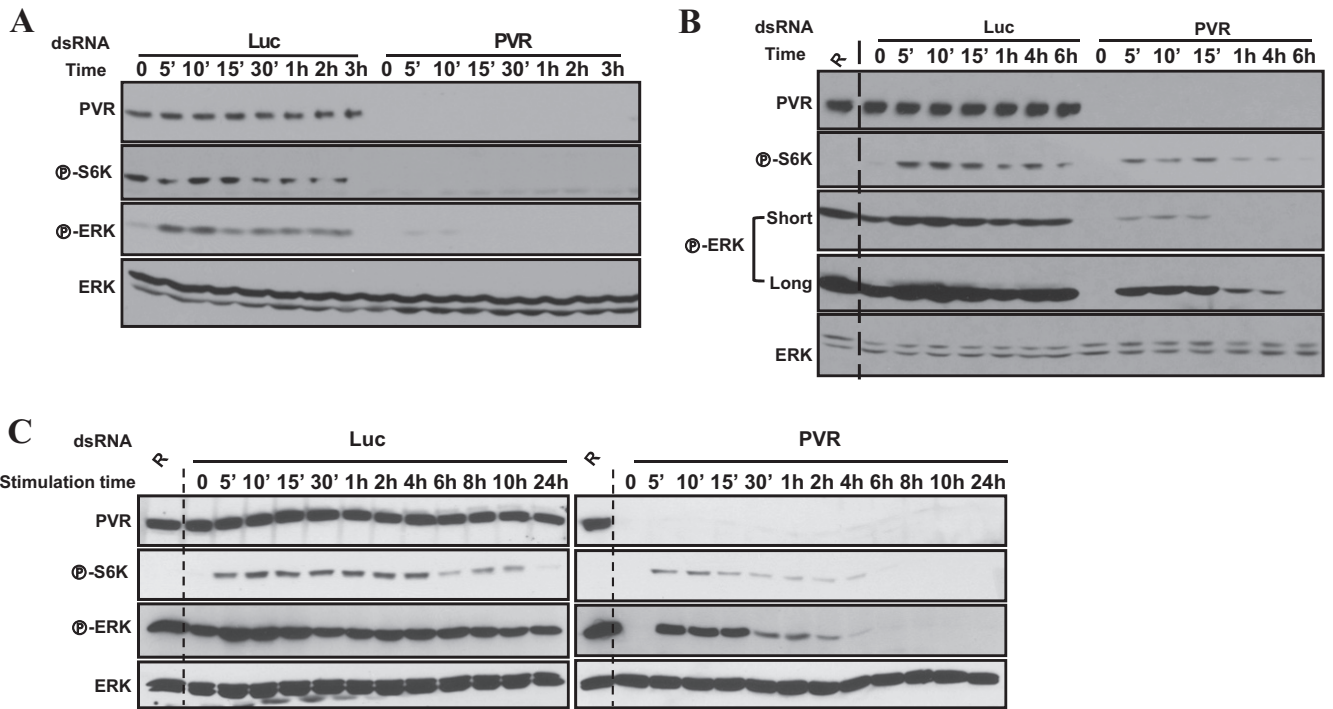 A
dsRNA Luc PVR
Time 0 5’ 10’ 15’ 30’ 1h 2h 3h 0 5’ 10’ 15’ 30’ 1h 2h 3h
PVR
Ⓟ-S6K
Ⓟ-ERK
ERK
B
dsRNA Luc PVR
Time R 0 5’ 10’ 15’ 1h 4h 6h 0 5’ 10’ 15’ 1h 4h 6h
PVR
Ⓟ-S6K
Short
Ⓟ-ERK
Long
ERK
C
dsRNA R Luc R PVR
Stimulation time 0 5’ 10’ 15’ 30’ 1h 2h 4h 6h 8h 10h 24h 0 5’ 10’ 15’ 30’ 1h 2h 4h 6h 8h 10h 24h
PVR
Ⓟ-S6K
Ⓟ-ERK
ERK